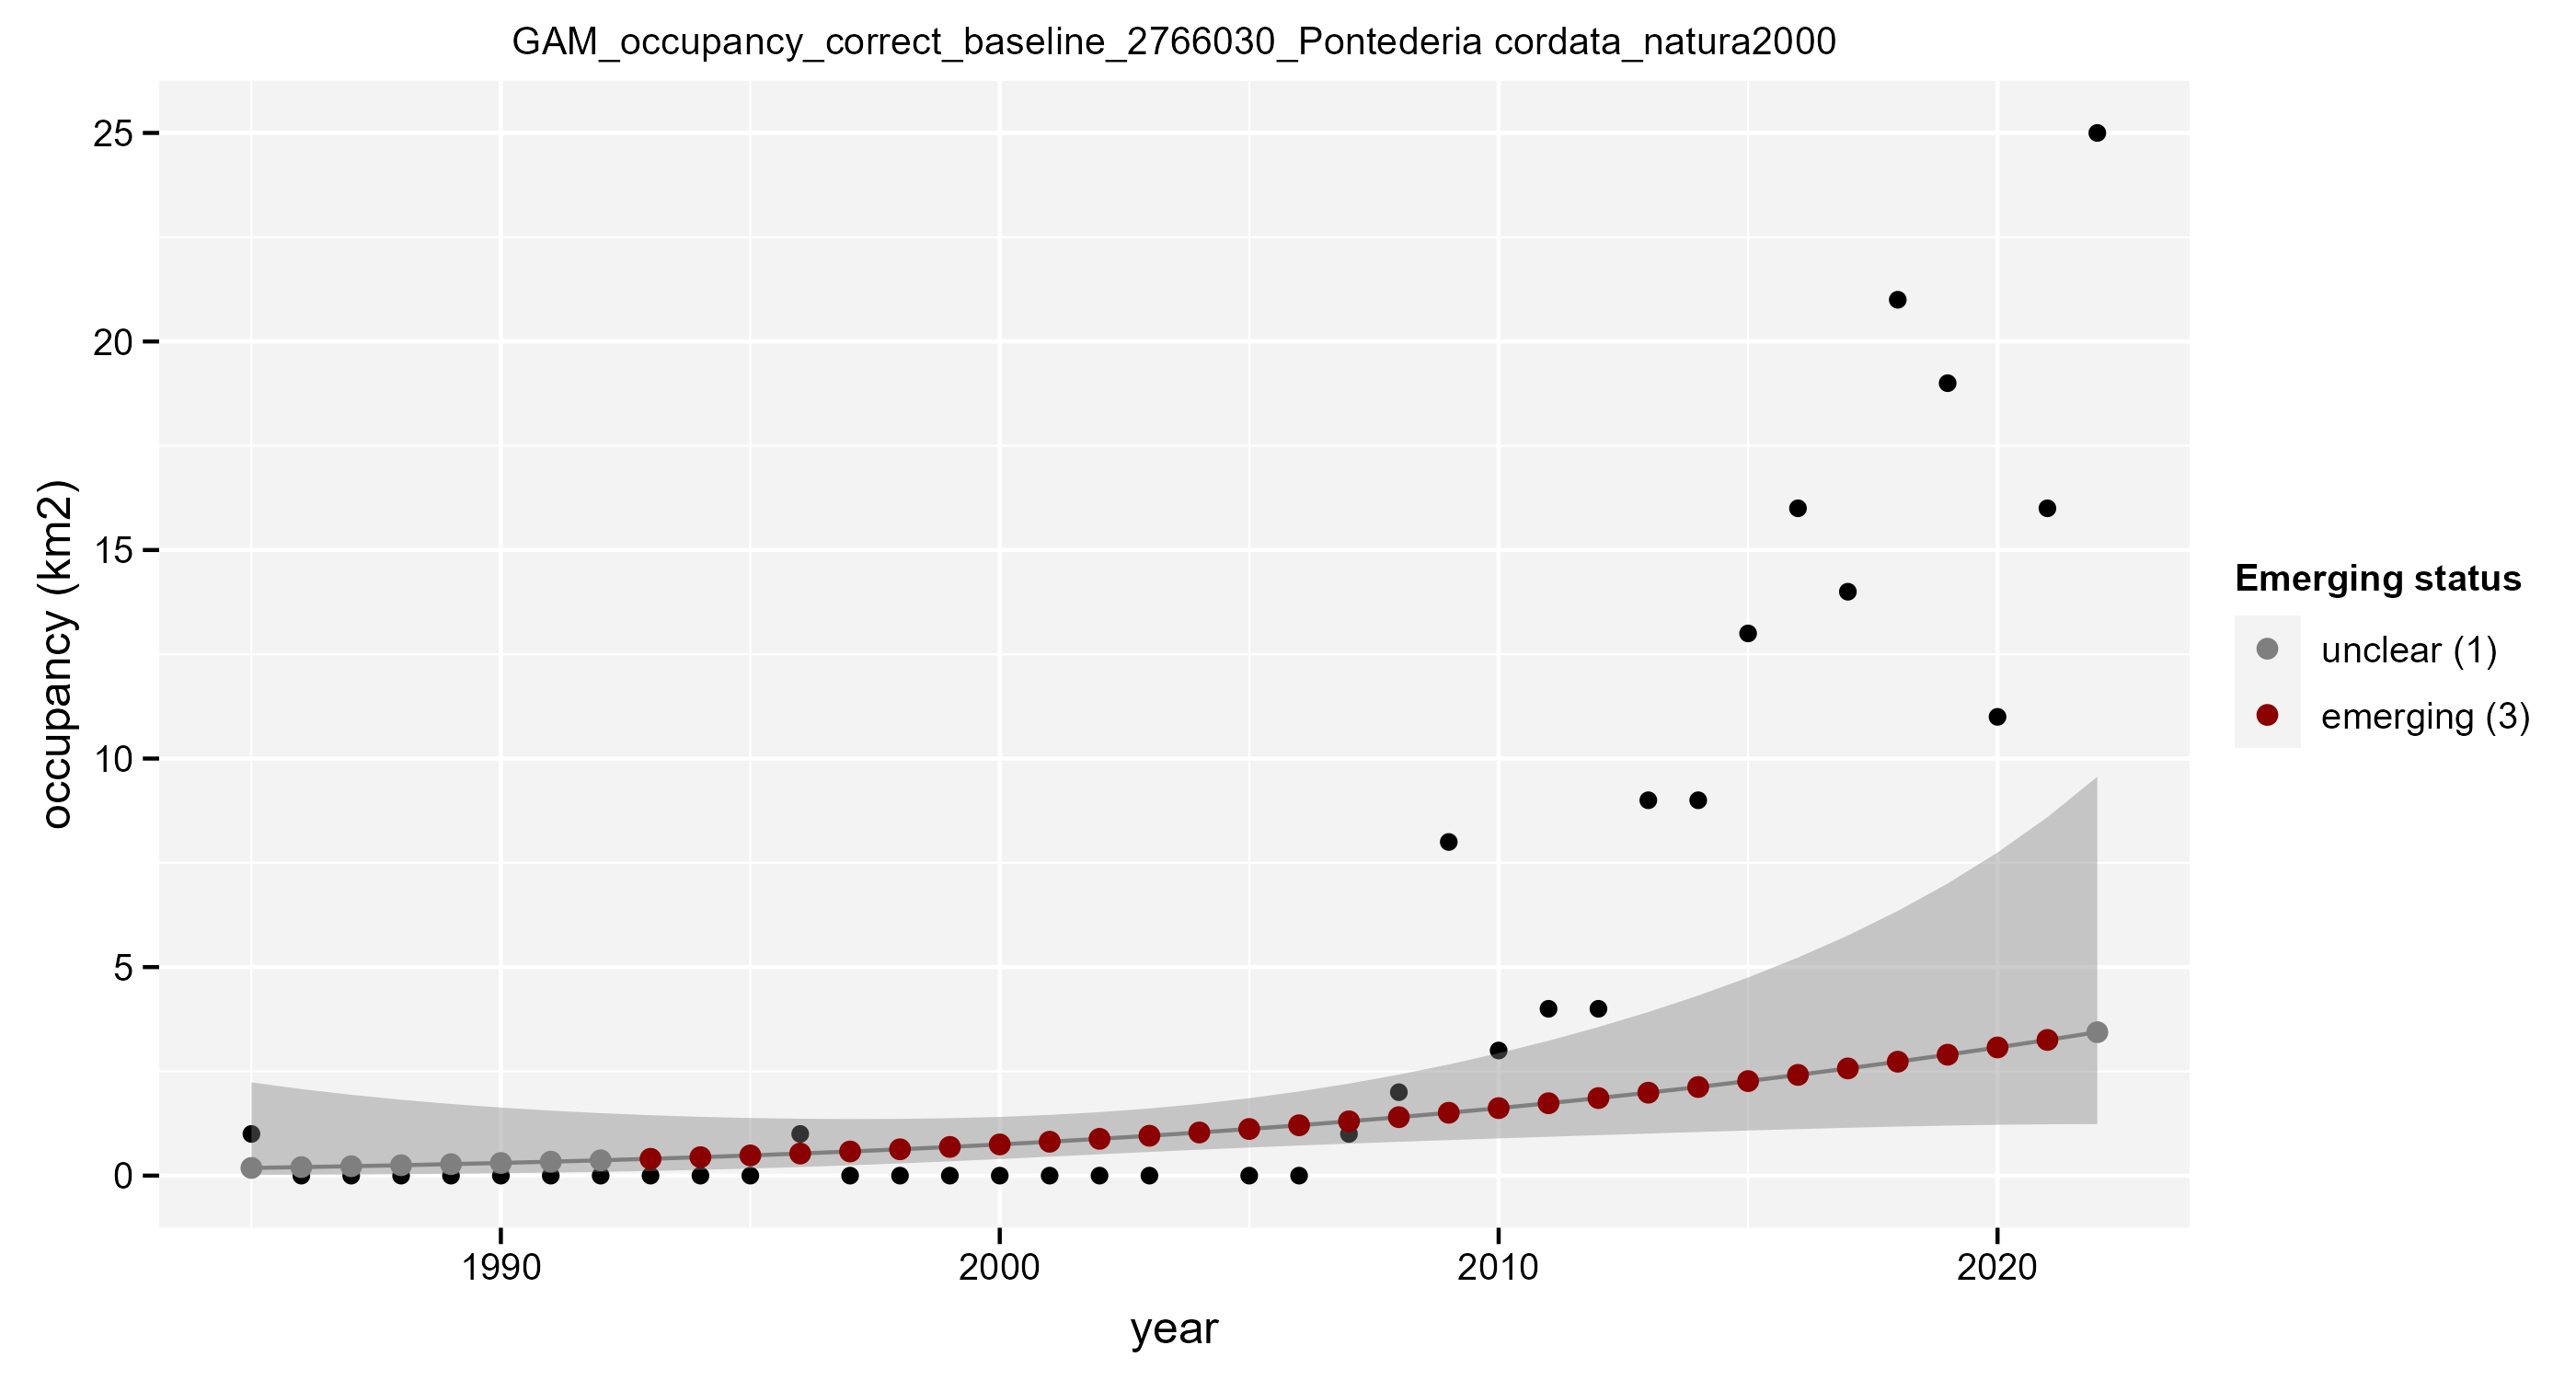 GAM_occupancy_correct_baseline_2766030_Pontederia cordata_natura2000
occupancy (km2)
25
20
15
10
5
0
1990
2000
2010
2020
year
Emerging status
unclear (1)
emerging (3)